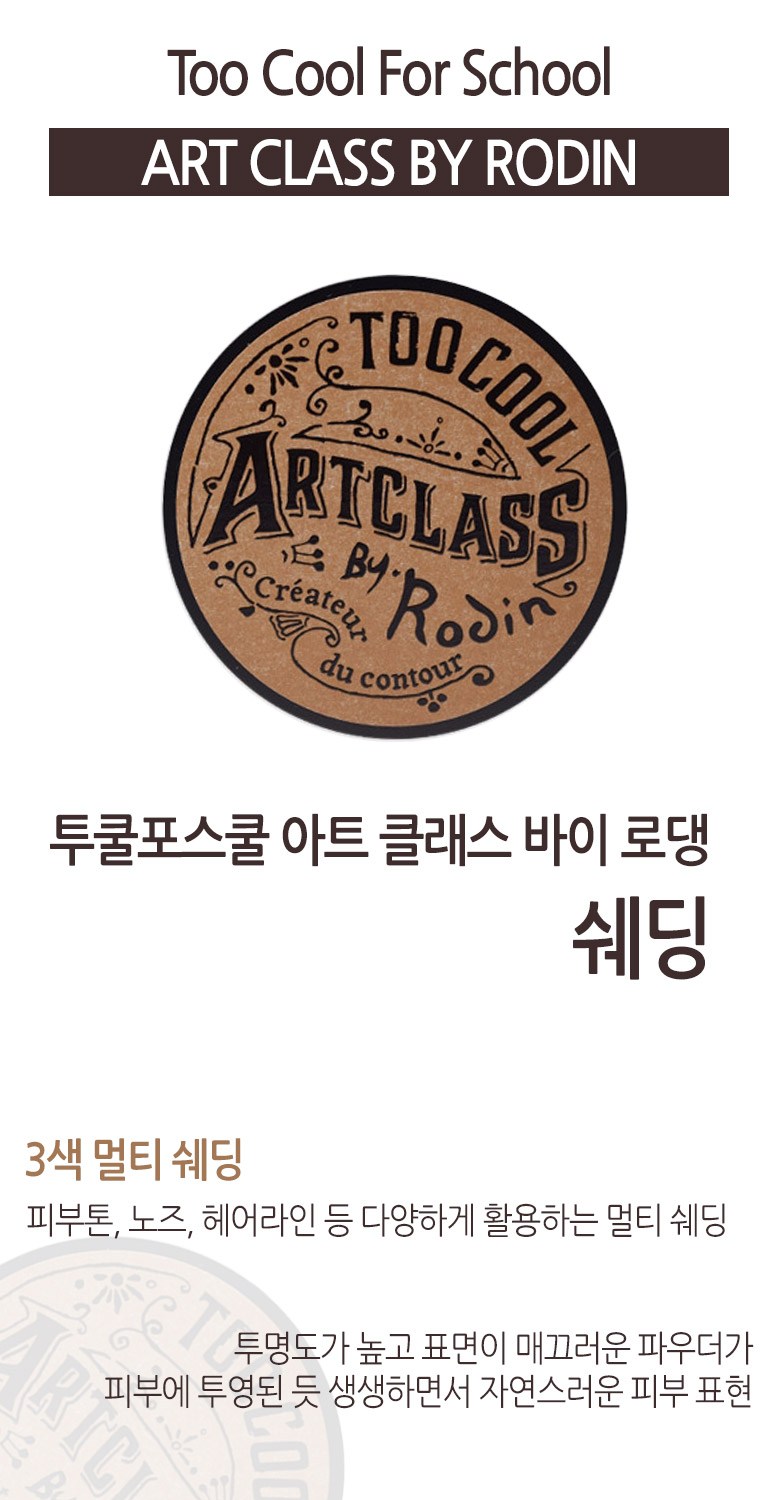 Too Cool For School
ART CLASS BY RODIN
TOO COOL
ARTCLASS
BY Rodin
Créateur
du contour
투쿨포스쿨 아트 클래스 바이 로댕
쉐딩
3색 멀티 쉐딩
피부톤, 노즈, 헤어라인 등 다양하게 활용하는 멀티 쉐딩
투명도가 높고 표면이 매끄러운 파우더가
피부에 투영된 듯 생생하면서 자연스러운 피부 표현
TOO COO
ARTCL
BY